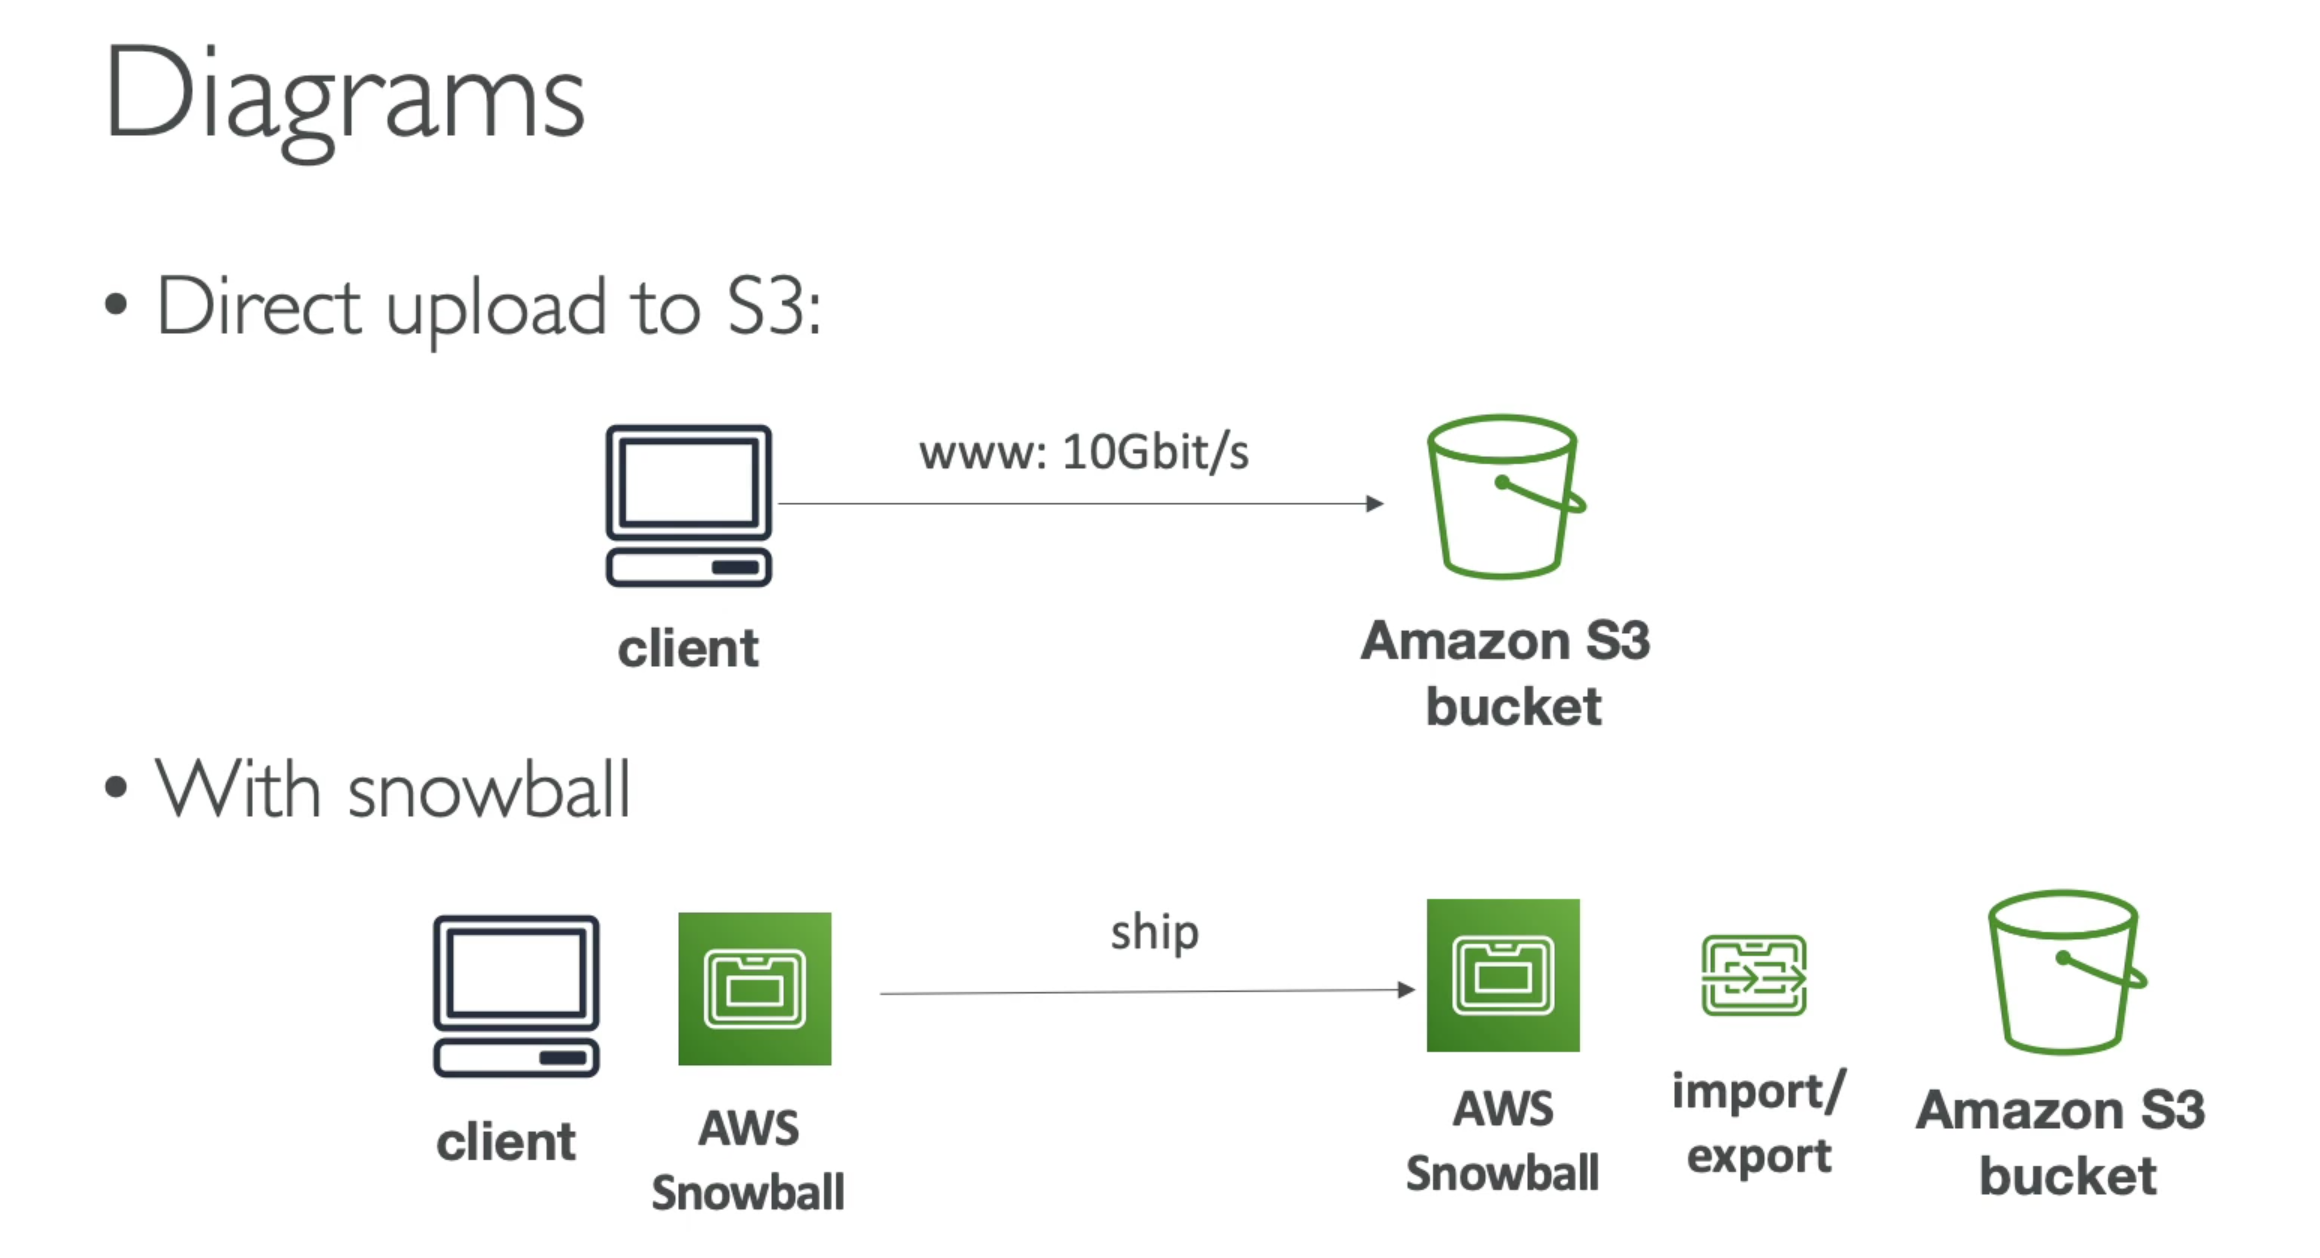 Diagrams
• Direct upload to S3:
www: 10Gbit/s
client
Amazon S3
bucket
• With snowball
ship
client
AWS
Snowball
AWS
Snowball
import/
export
Amazon S3
bucket